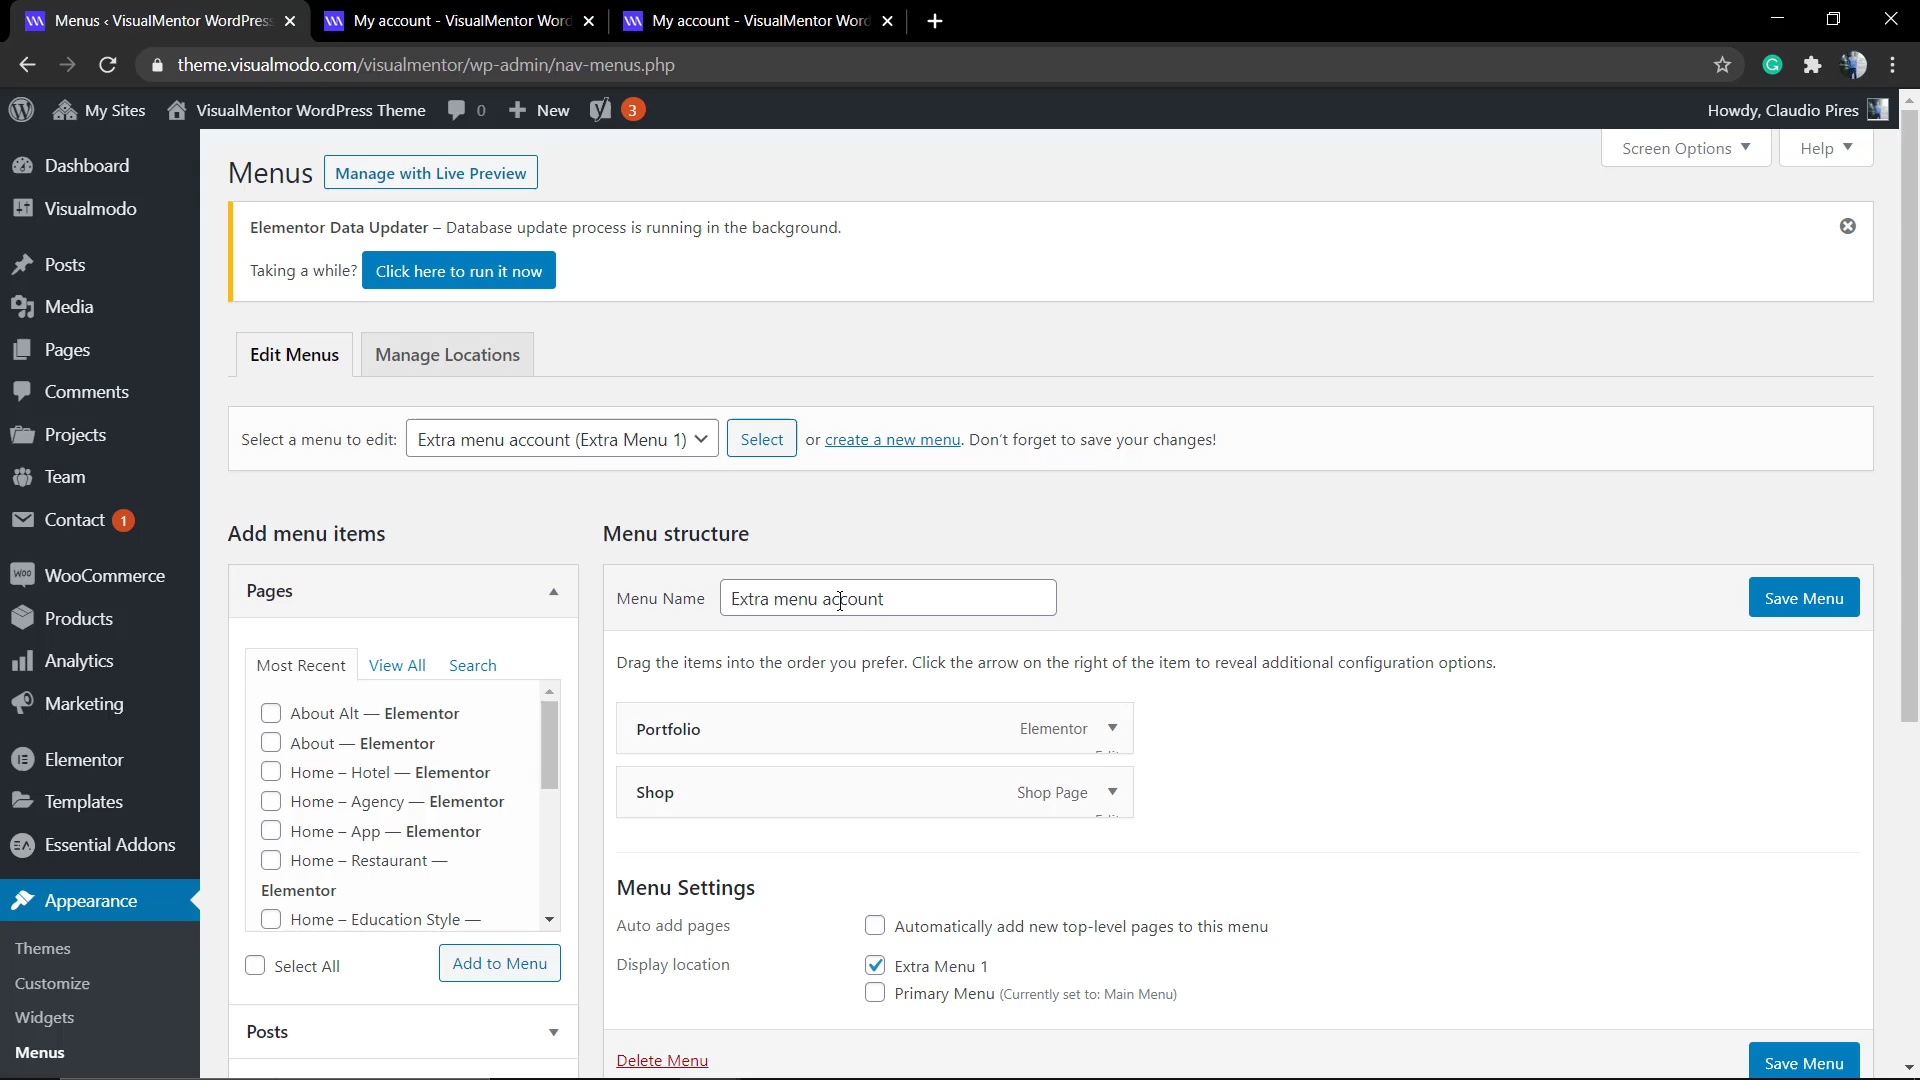 Menus ‹ VisualMentor WordPress
My account - VisualMentor Word
My account - VisualMentor Word
theme.visualmodo.com/visualmentor/wp-admin/nav-menus.php
My Sites
VisualMentor WordPress Theme
0
New
3
Howdy, Claudio Pires
Dashboard
Visualmodo
Posts
Media
Pages
Comments
Projects
Team
Contact 1
WooCommerce
Products
Analytics
Marketing
Elementor
Templates
Essential Addons
Appearance
Themes
Customize
Widgets
Menus
Screen Options
Help
Menus
Manage with Live Preview
Elementor Data Updater – Database update process is running in the background.
Taking a while? Click here to run it now
Edit Menus
Manage Locations
Select a menu to edit: Extra menu account (Extra Menu 1) Select or create a new menu. Don’t forget to save your changes!
Add menu items
Pages
Most Recent View All Search
About Alt — Elementor
About — Elementor
Home – Hotel — Elementor
Home – Agency — Elementor
Home – App — Elementor
Home – Restaurant —
Elementor
Home – Education Style —
Select All
Add to Menu
Posts
Menu structure
Menu Name Extra menu account
Save Menu
Drag the items into the order you prefer. Click the arrow on the right of the item to reveal additional configuration options.
Portfolio Elementor
Shop Shop Page
Menu Settings
Auto add pages Automatically add new top-level pages to this menu
Display location Extra Menu 1
Primary Menu (Currently set to: Main Menu)
Delete Menu
Save Menu